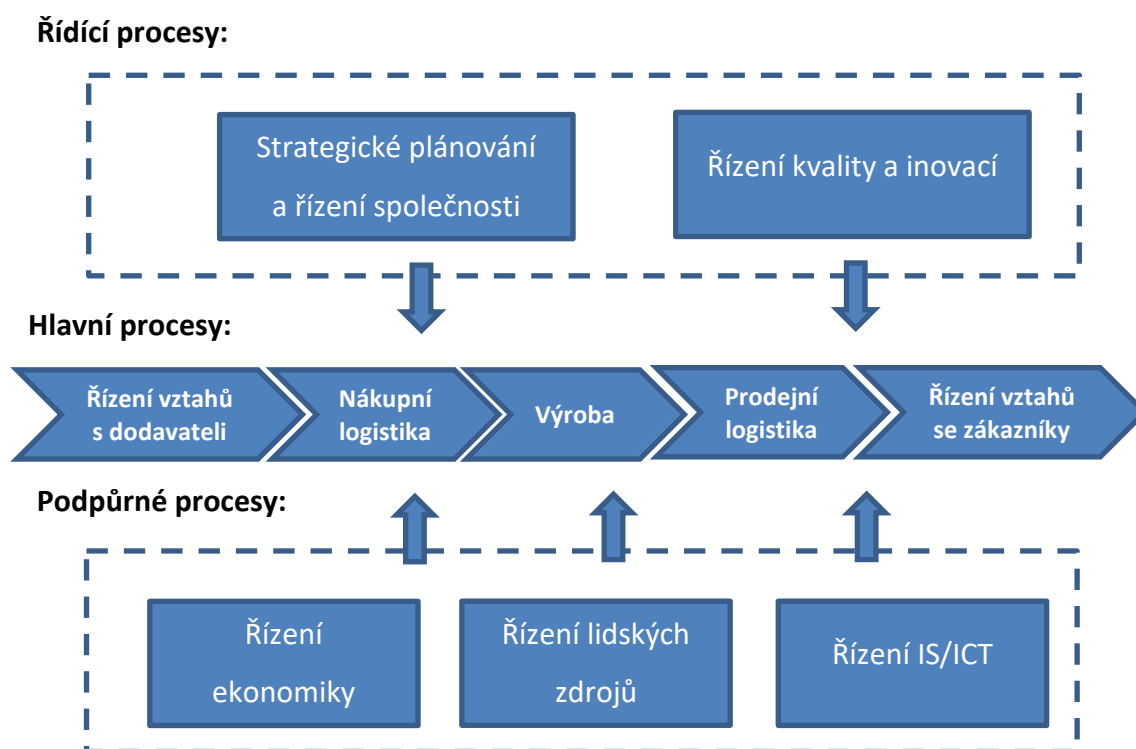 Řídící procesy:
Strategické plánování
a řízení společnosti
Řízení kvality a inovací
Hlavní procesy:
Řízení vztahů
s dodavateli
Nákupní
logistika
Výroba
Prodejní
logistika
Řízení vztahů
se zákazníky
Podpůrné procesy:
Řízení
ekonomiky
Řízení lidských
zdrojů
Řízení IS/ICT